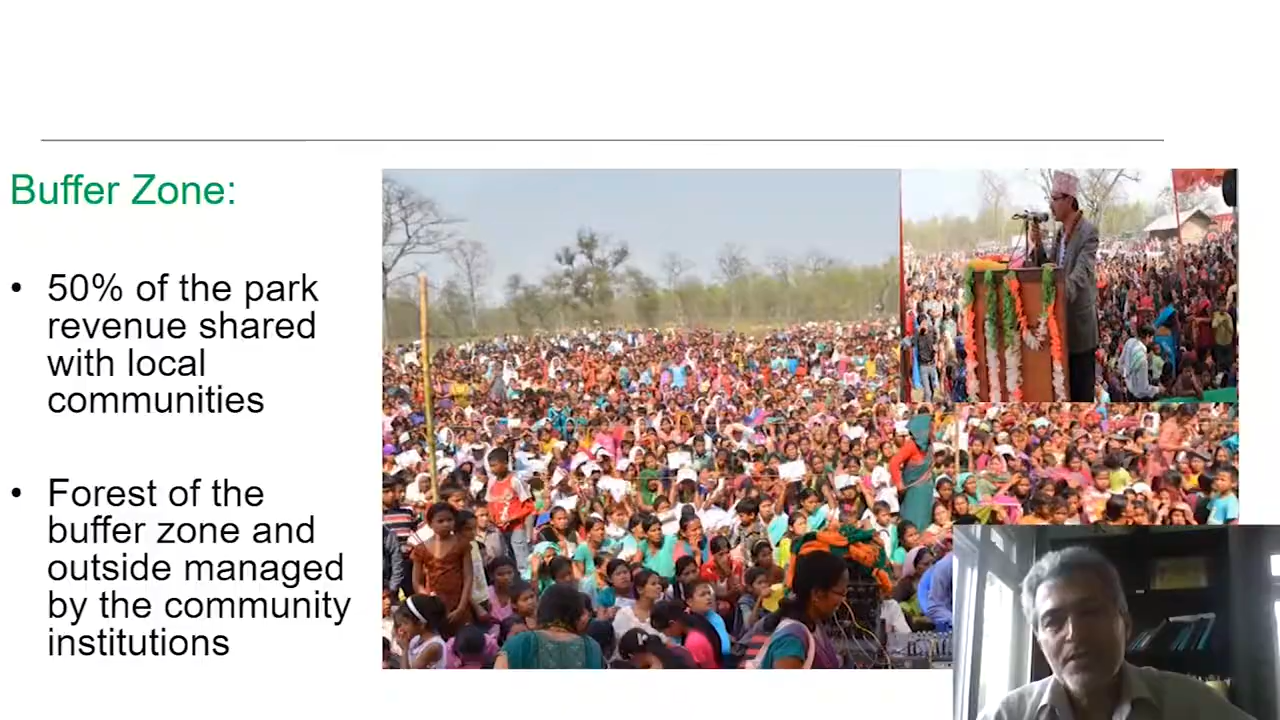 Buffer Zone:
• 50% of the park
revenue shared
with local
communities
• Forest of the
buffer zone and
outside managed
by the community
institutions